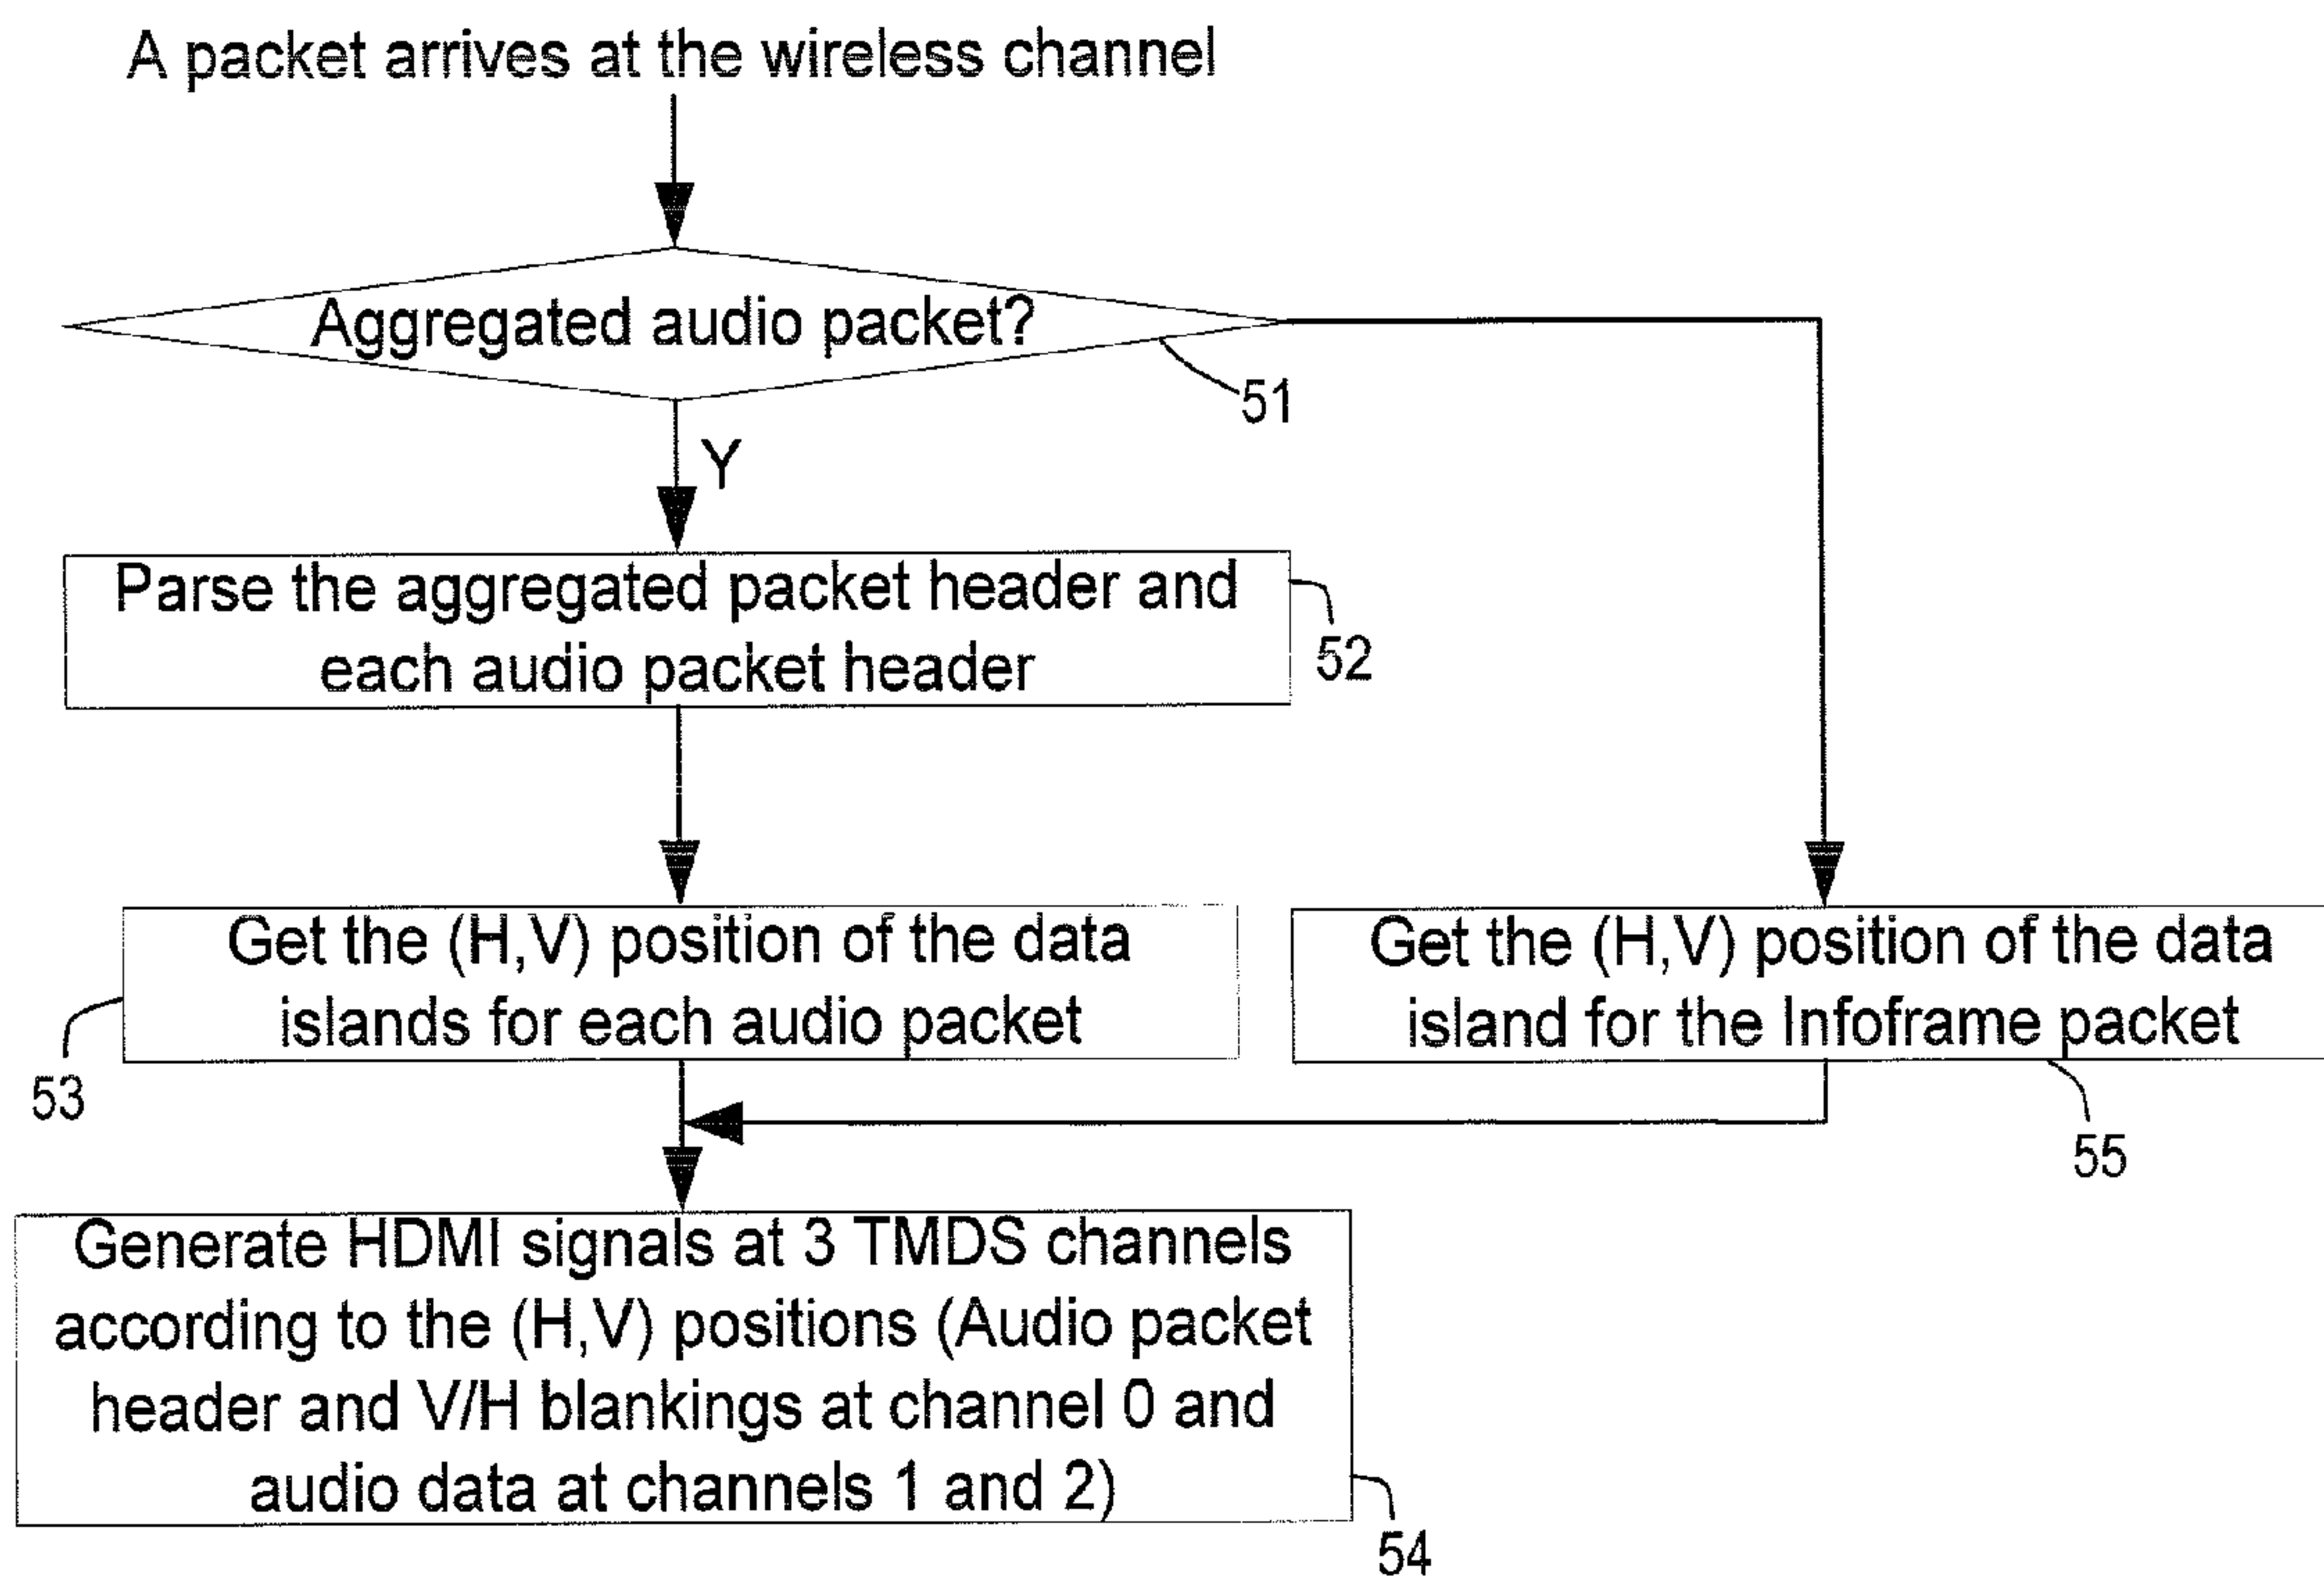 A packet arrives at the wireless channel
Aggregated audio packet?
51
Y
Parse the aggregated packet header and
each audio packet header
52
Get the (H,V) position of the data
islands for each audio packet
53
Get the (H,V) position of the data
island for the Infoframe packet
55
Generate HDMI signals at 3 TMDS channels
according to the (H,V) positions (Audio packet
header and V/H blankings at channel 0 and
audio data at channels 1 and 2)
54